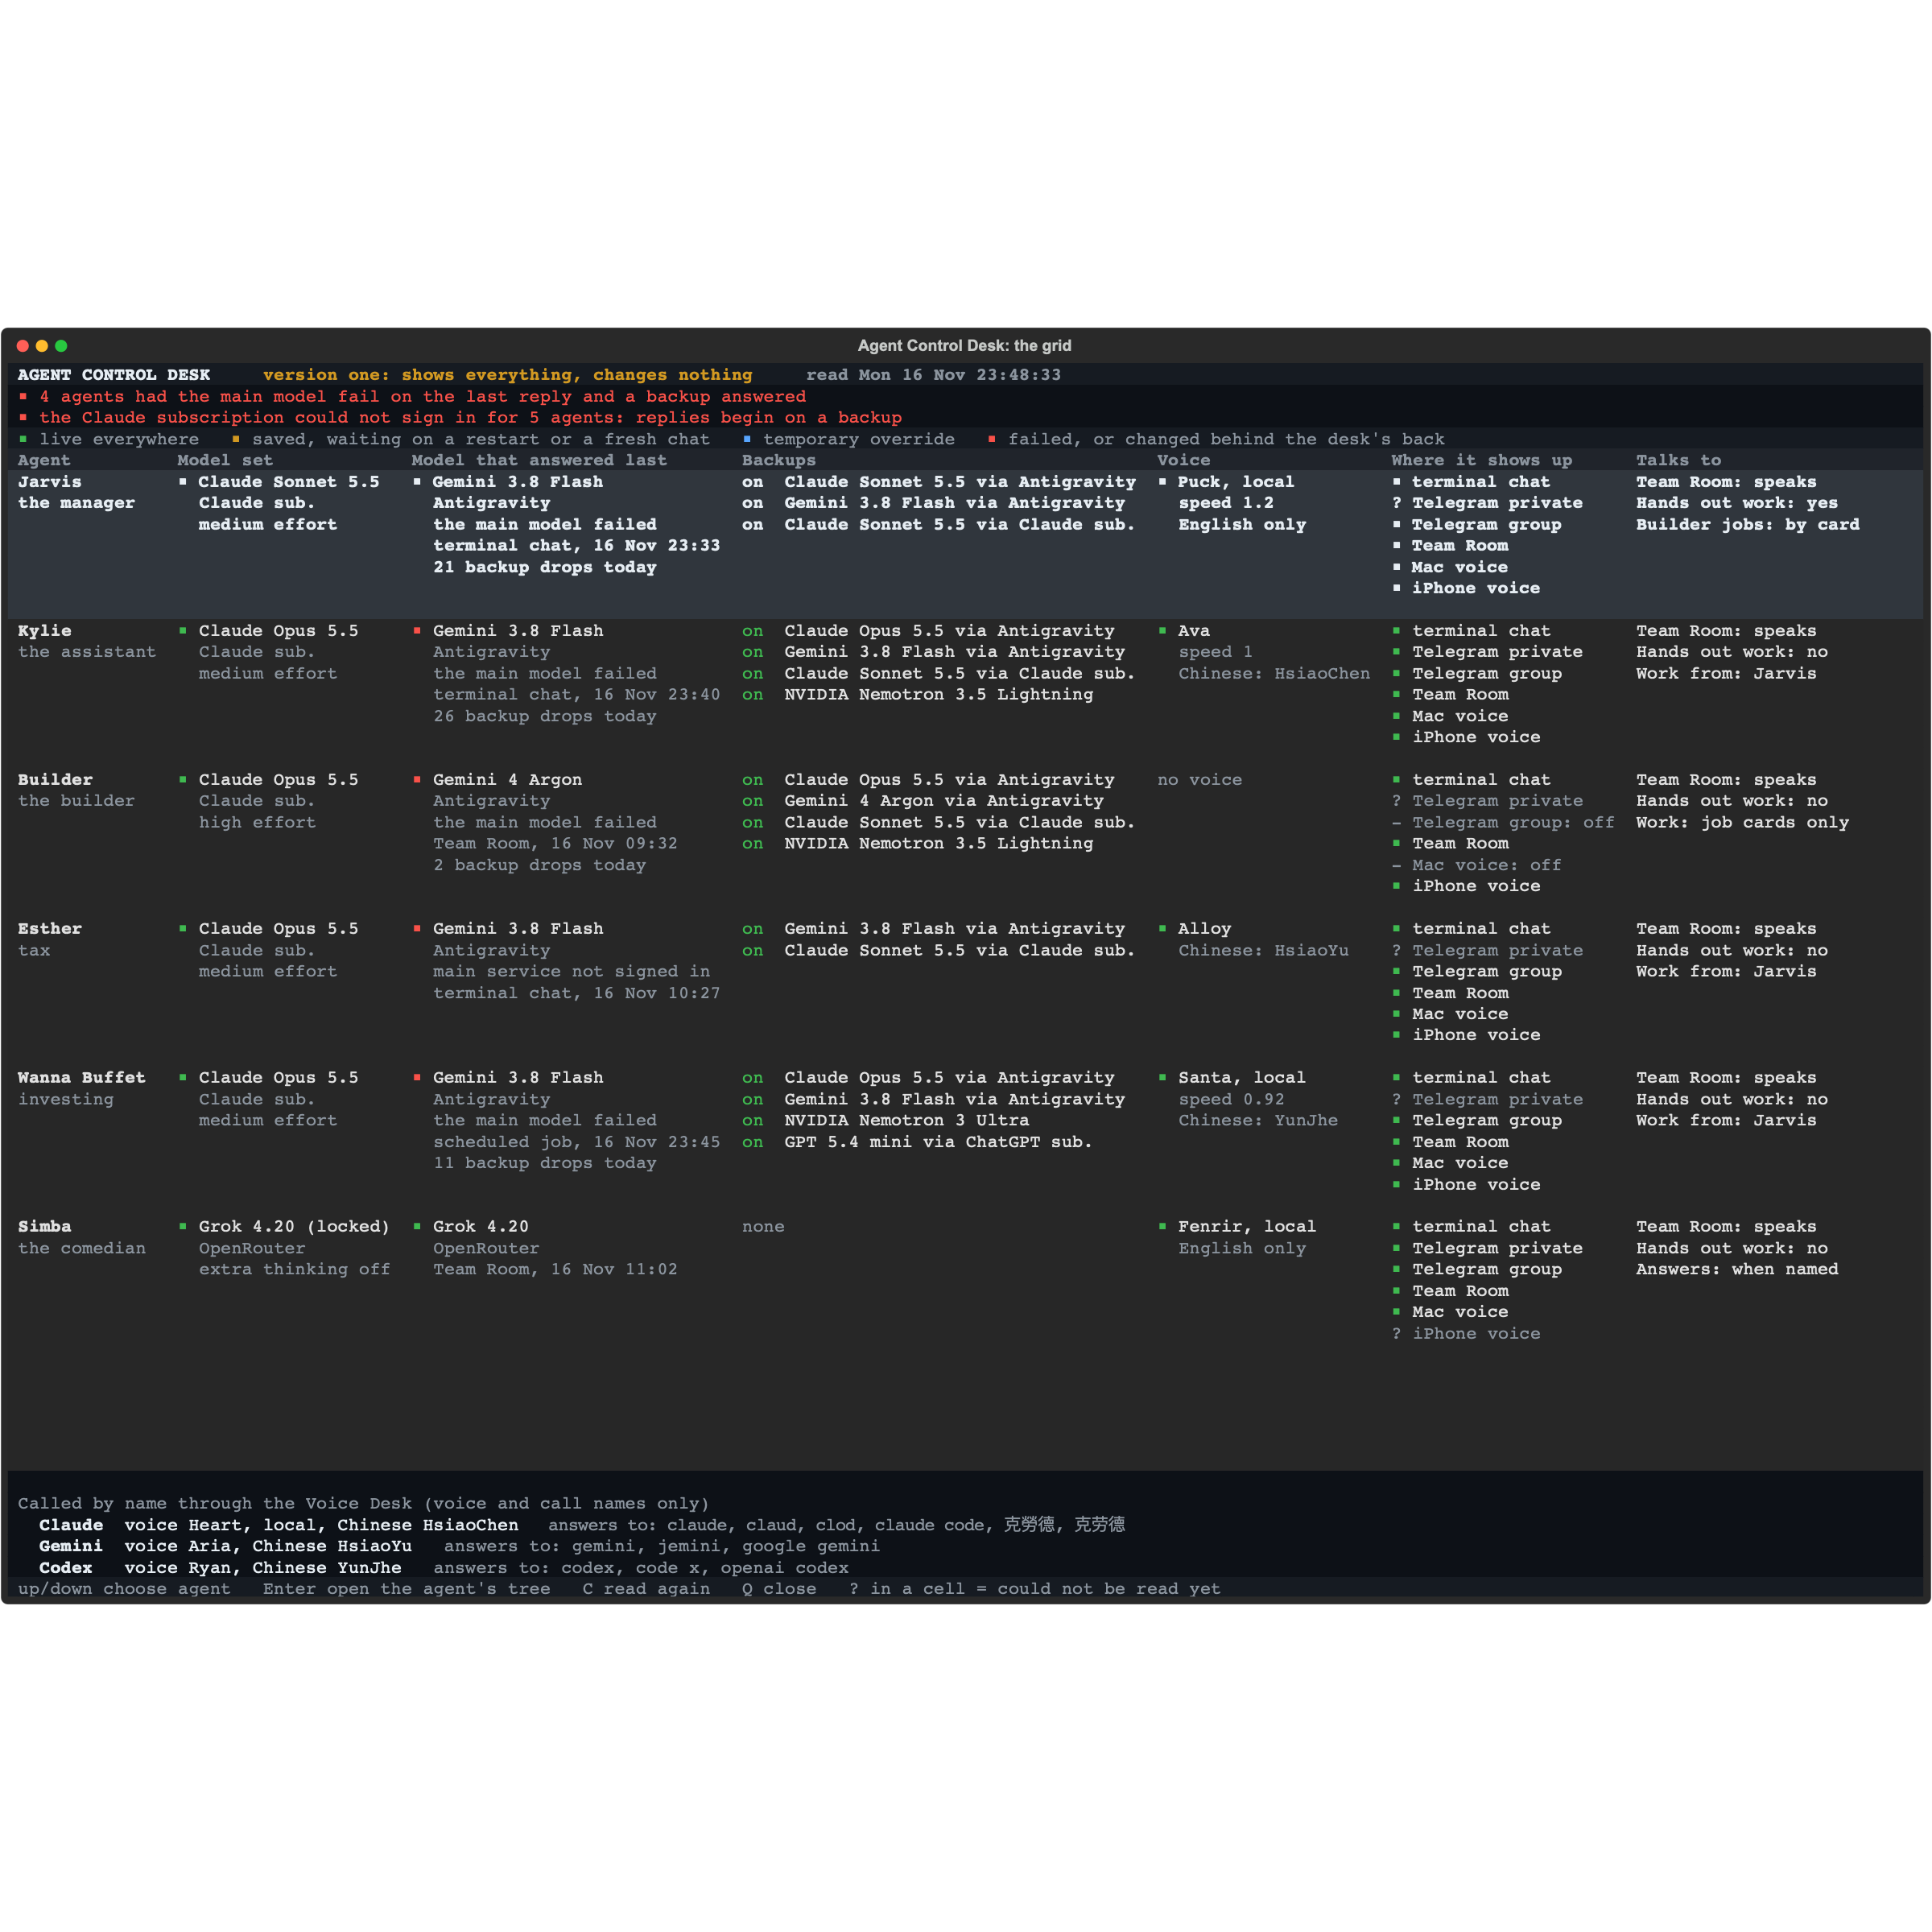 Agent Control Desk: the grid
AGENT CONTROL DESK version one: shows everything, changes nothing read Mon 16 Nov 23:48:33
4 agents had the main model fail on the last reply and a backup answered
the Claude subscription could not sign in for 5 agents: replies begin on a backup
live everywhere saved, waiting on a restart or a fresh chat temporary override failed, or changed behind the desk's back
Agent Model set Model that answered last Backups Voice Where it shows up Talks to
Jarvis Claude Sonnet 5.5 Gemini 3.8 Flash on Claude Sonnet 5.5 via Antigravity Puck, local terminal chat Team Room: speaks
the manager Claude sub. Antigravity on Gemini 3.8 Flash via Antigravity speed 1.2 ? Telegram private Hands out work: yes
medium effort the main model failed on Claude Sonnet 5.5 via Claude sub. English only Telegram group Builder jobs: by card
terminal chat, 16 Nov 23:33 Team Room
21 backup drops today Mac voice
iPhone voice
Kylie Claude Opus 5.5 Gemini 3.8 Flash on Claude Opus 5.5 via Antigravity Ava terminal chat Team Room: speaks
the assistant Claude sub. Antigravity on Gemini 3.8 Flash via Antigravity speed 1 Telegram private Hands out work: no
medium effort the main model failed on Claude Sonnet 5.5 via Claude sub. Chinese: HsiaoChen Telegram group Work from: Jarvis
terminal chat, 16 Nov 23:40 on NVIDIA Nemotron 3.5 Lightning Team Room
26 backup drops today Mac voice
iPhone voice
Builder Claude Opus 5.5 Gemini 4 Argon on Claude Opus 5.5 via Antigravity no voice terminal chat Team Room: speaks
the builder Claude sub. Antigravity on Gemini 4 Argon via Antigravity ? Telegram private Hands out work: no
high effort the main model failed on Claude Sonnet 5.5 via Claude sub. – Telegram group: off Work: job cards only
Team Room, 16 Nov 09:32 on NVIDIA Nemotron 3.5 Lightning Team Room
2 backup drops today – Mac voice: off
iPhone voice
Esther Claude Opus 5.5 Gemini 3.8 Flash on Gemini 3.8 Flash via Antigravity Alloy terminal chat Team Room: speaks
tax Claude sub. Antigravity on Claude Sonnet 5.5 via Claude sub. Chinese: HsiaoYu ? Telegram private Hands out work: no
medium effort main service not signed in Telegram group Work from: Jarvis
terminal chat, 16 Nov 10:27 Team Room
Mac voice
iPhone voice
Wanna Buffet Claude Opus 5.5 Gemini 3.8 Flash on Claude Opus 5.5 via Antigravity Santa, local terminal chat Team Room: speaks
investing Claude sub. Antigravity on Gemini 3.8 Flash via Antigravity speed 0.92 ? Telegram private Hands out work: no
medium effort the main model failed on NVIDIA Nemotron 3 Ultra Chinese: YunJhe Telegram group Work from: Jarvis
scheduled job, 16 Nov 23:45 on GPT 5.4 mini via ChatGPT sub. Team Room
11 backup drops today Mac voice
iPhone voice
Simba Grok 4.20 (locked) Grok 4.20 none Fenrir, local terminal chat Team Room: speaks
the comedian OpenRouter OpenRouter English only Telegram private Hands out work: no
extra thinking off Team Room, 16 Nov 11:02 Telegram group Answers: when named
Team Room
Mac voice
? iPhone voice
Called by name through the Voice Desk (voice and call names only)
Claude voice Heart, local, Chinese HsiaoChen answers to: claude, claud, clod, claude code, 克勞德, 克劳德
Gemini voice Aria, Chinese HsiaoYu answers to: gemini, jemini, google gemini
Codex voice Ryan, Chinese YunJhe answers to: codex, code x, openai codex
up/down choose agent Enter open the agent's tree C read again Q close ? in a cell = could not be read yet